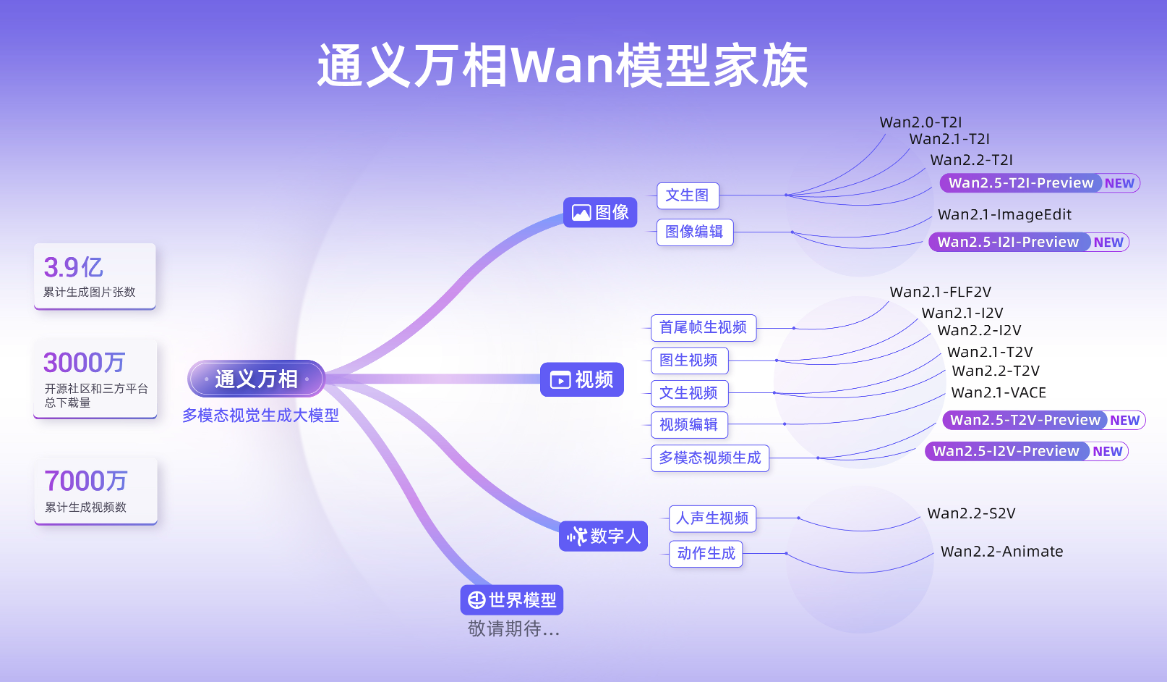 通义万相Wan模型家族
3.9亿
累计生成图片张数
3000万
开源社区和三方平台
总下载量
7000万
累计生成视频数
通义万相
多模态视觉生成大模型
图像
文生图
Wan2.0-T2I
Wan2.1-T2I
Wan2.2-T2I
Wan2.5-T2I-Preview NEW
图像编辑
Wan2.1-ImageEdit
Wan2.5-I2I-Preview NEW
视频
首尾帧生视频
Wan2.1-FLF2V
图生视频
Wan2.1-I2V
Wan2.2-I2V
文生视频
Wan2.1-T2V
Wan2.2-T2V
视频编辑
Wan2.1-VACE
多模态视频生成
Wan2.5-T2V-Preview NEW
Wan2.5-I2V-Preview NEW
数字人
人声生视频
Wan2.2-S2V
动作生成
Wan2.2-Animate
世界模型
敬请期待...